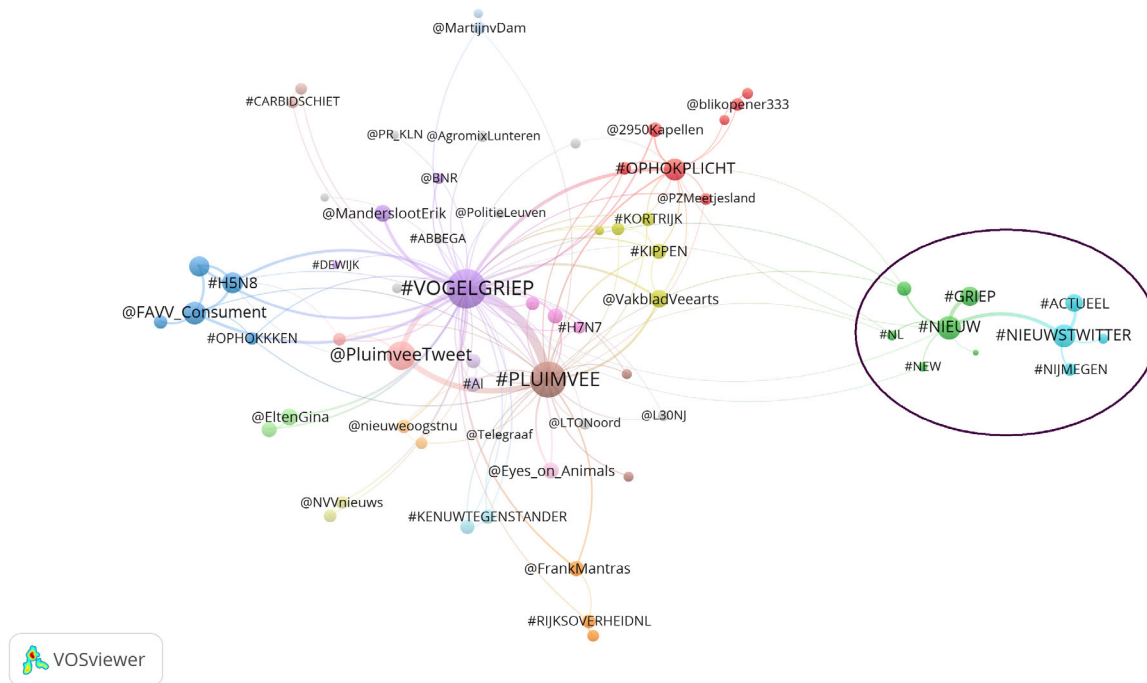 @MartijnvDam
#CARBIDSCHIET
@blikopener333
@PR_KLN
@AgromixLunteren
@2950Kapellen
#OPHOKPLICHT
@BNR
@PZMeetjesland
@ManderslootErik
@PolitieLeuven
#KORTRIJK
#ABBEGA
#KIPPEN
#DEWIJK
#H5N8
#VOGELGRIEP
@VakbladVeearts
#GRIEP
#ACTUEEL
@FAVV_Consument
#H7N7
#NIEUW
#NL
#NIEUWSTWITTER
#OPHOKKKEN
@PluimveeTweet
#NEW
#NIJMEGEN
#AI
#PLUIMVEE
@EltenGina
@nieuweoogstnu
@Telegraaf
@LTONoord
@L30NJ
@Eyes_on_Animals
@NVVnieuws
#KENUWTEGENSTANDER
@FrankMantras
#RIJKSOVERHEIDNL
VOSviewer